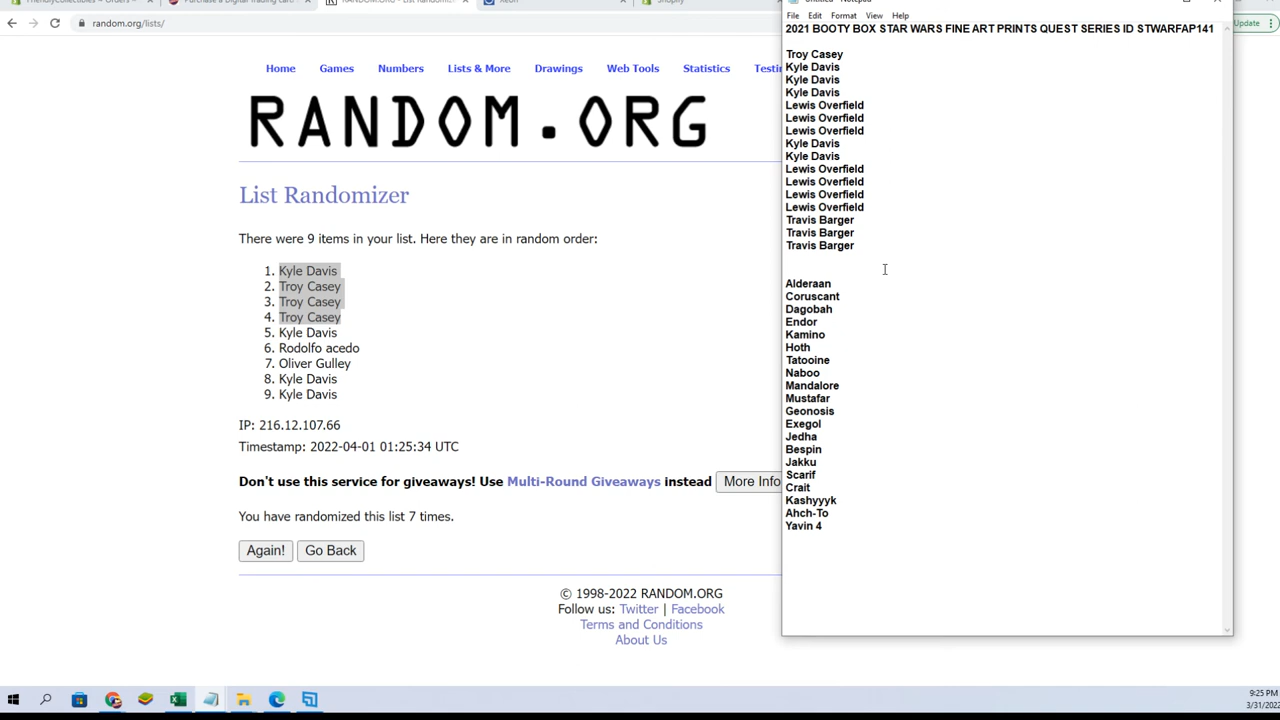 random.org/lists/
Update
Home Games Numbers Lists & More Drawings Web Tools Statistics
RANDOM.ORG
List Randomizer
There were 9 items in your list. Here they are in random order:
1. Kyle Davis
2. Troy Casey
3. Troy Casey
4. Troy Casey
5. Kyle Davis
6. Rodolfo acedo
7. Oliver Gulley
8. Kyle Davis
9. Kyle Davis
IP: 216.12.107.66
Timestamp: 2022-04-01 01:25:34 UTC
Don't use this service for giveaways! Use Multi-Round Giveaways instead More Info
You have randomized this list 7 times.
Again! Go Back
© 1998-2022 RANDOM.ORG
Follow us: Twitter | Facebook
Terms and Conditions
About Us
File Edit Format View Help
2021 BOOTY BOX STAR WARS FINE ART PRINTS QUEST SERIES ID STWARFAP141
Troy Casey
Kyle Davis
Kyle Davis
Kyle Davis
Lewis Overfield
Lewis Overfield
Lewis Overfield
Kyle Davis
Kyle Davis
Lewis Overfield
Lewis Overfield
Lewis Overfield
Lewis Overfield
Travis Barger
Travis Barger
Travis Barger
Alderaan
Coruscant
Dagobah
Endor
Kamino
Hoth
Tatooine
Naboo
Mandalore
Mustafar
Geonosis
Exegol
Jedha
Bespin
Jakku
Scarif
Crait
Kashyyyk
Ahch-To
Yavin 4
9:25 PM